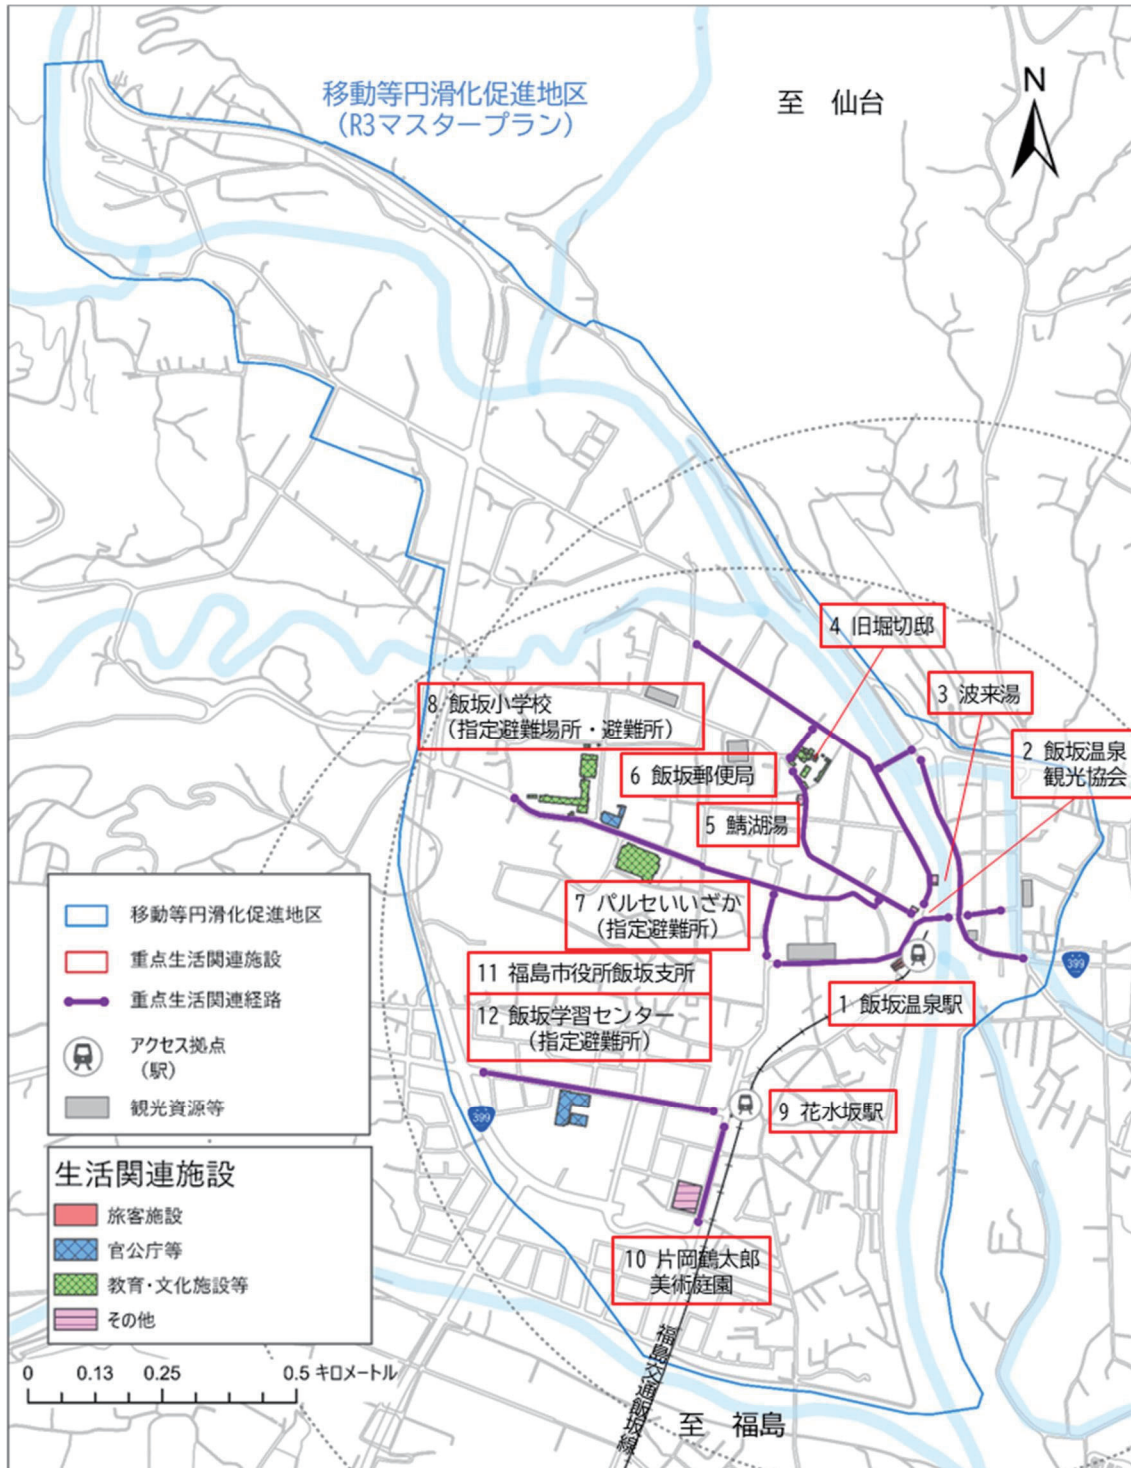 移動等円滑化促進地区
（R3マスタープラン）
至　仙台
N
4 旧堀切邸
3 波来湯
2 飯坂温泉
観光協会
8 飯坂小学校
（指定避難場所・避難所）
6 飯坂郵便局
5 鯖湖湯
7 パルセいいざか
（指定避難所）
11 福島市役所飯坂支所
12 飯坂学習センター
（指定避難所）
1 飯坂温泉駅
399
9 花水坂駅
399
10 片岡鶴太郎
美術庭園
福島交通飯坂線
至　福島
移動等円滑化促進地区
重点生活関連施設
重点生活関連経路
アクセス拠点
（駅）
観光資源等
生活関連施設
旅客施設
官公庁等
教育・文化施設等
その他
0 0.13 0.25 0.5 キロメートル